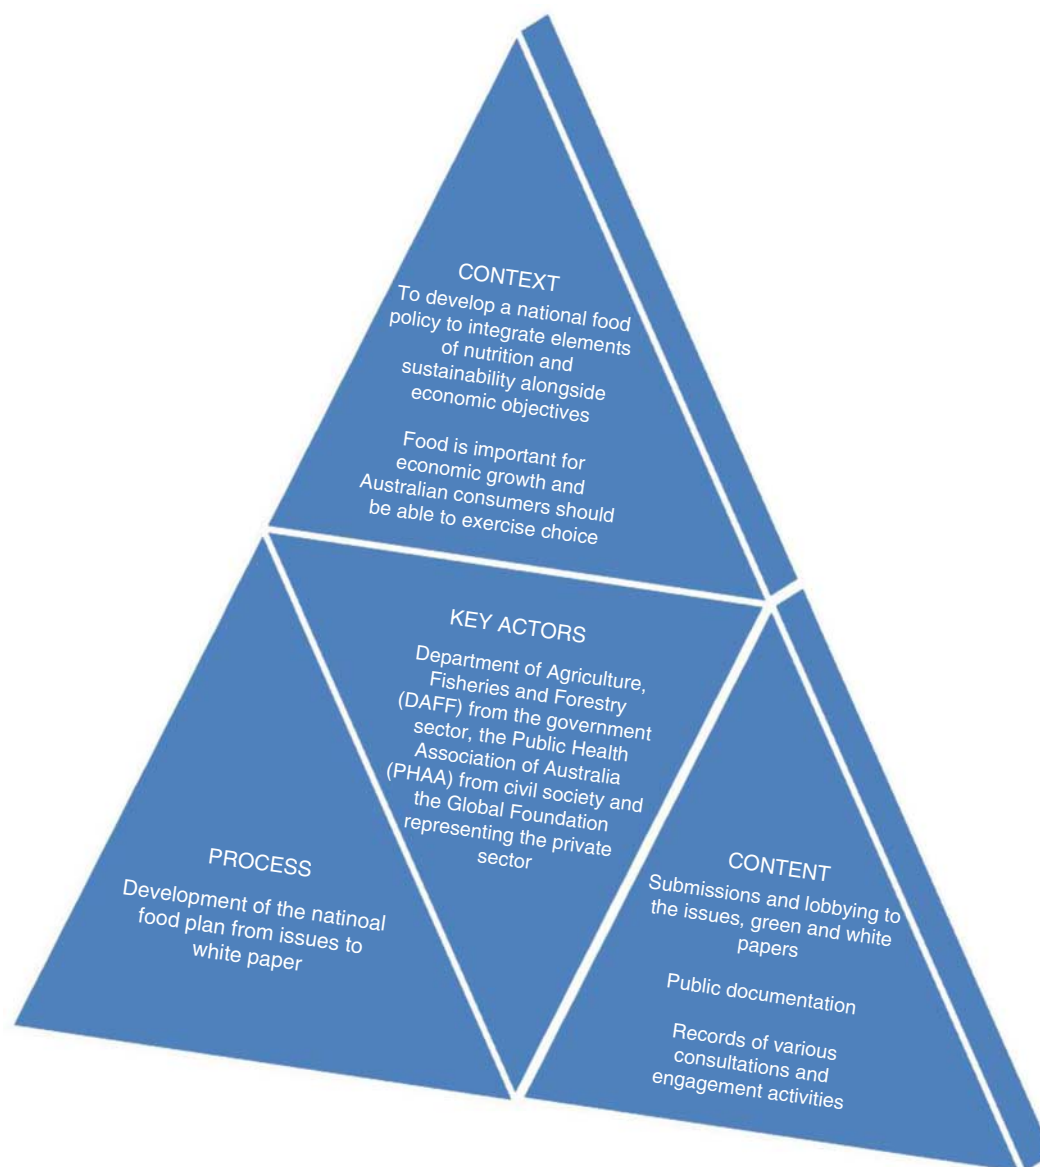 CONTEXT
To develop a national food
policy to integrate elements
of nutrition and
sustainability alongside
economic objectives
Food is important for
economic growth and
Australian consumers should
be able to exercise choice
KEY ACTORS
Department of Agriculture,
Fisheries and Forestry
(DAFF) from the government
sector, the Public Health
Association of Australia
(PHAA) from civil society and
the Global Foundation
representing the private
sector
PROCESS
Development of the natinoal
food plan from issues to
white paper
CONTENT
Submissions and lobbying to
the issues, green and white
papers
Public documentation
Records of various
consultations and
engagement activities